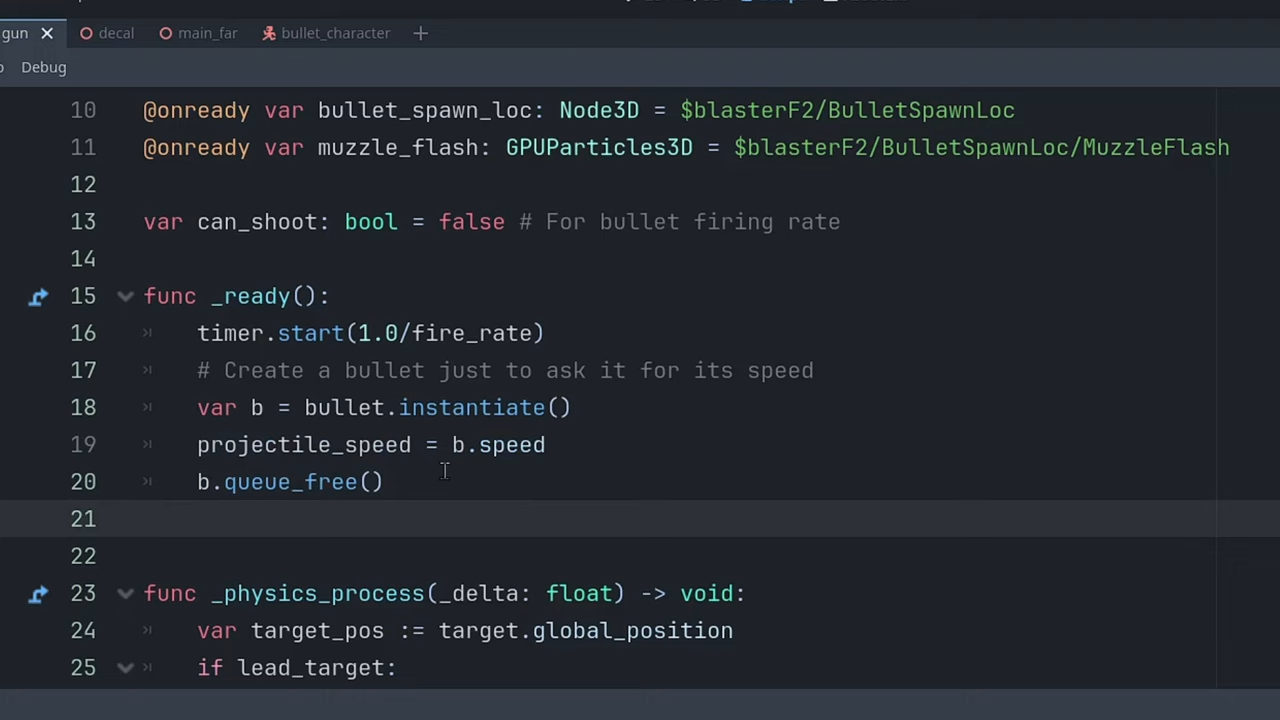 gun
decal
main_far
bullet_character
Debug
10 @onready var bullet_spawn_loc: Node3D = $blasterF2/BulletSpawnLoc
11 @onready var muzzle_flash: GPUParticles3D = $blasterF2/BulletSpawnLoc/MuzzleFlash
12
13 var can_shoot: bool = false # For bullet firing rate
14
15 func _ready():
16 timer.start(1.0/fire_rate)
17 # Create a bullet just to ask it for its speed
18 var b = bullet.instantiate()
19 projectile_speed = b.speed
20 b.queue_free()
21
22
23 func _physics_process(_delta: float) -> void:
24 var target_pos := target.global_position
25 if lead_target: